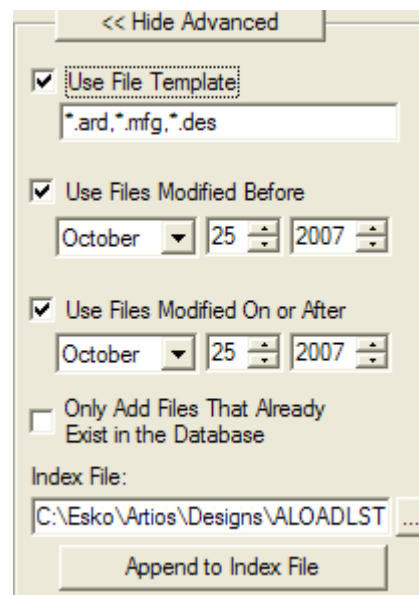 << Hide Advanced
Use File Template
*.ard,*.mfg,*.des
Use Files Modified Before
October 25 2007
Use Files Modified On or After
October 25 2007
Only Add Files That Already
Exist in the Database
Index File:
C:\Esko\Artios\Designs\ALOADLST ...
Append to Index File